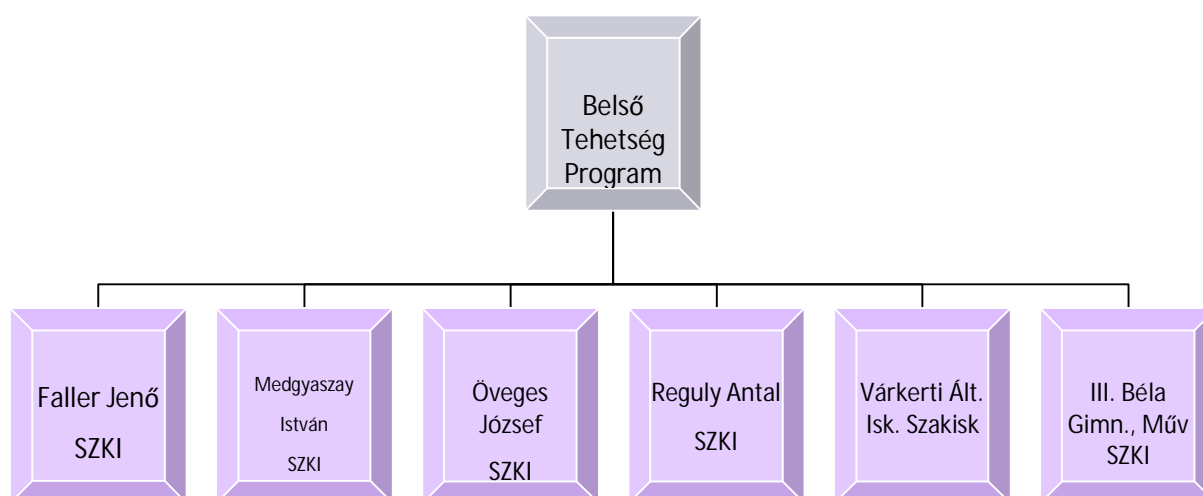 Belső
Tehetség
Program
Faller Jenő
SZKI
Medgyaszay
István
SZKI
Öveges
József
SZKI
Reguly Antal
SZKI
Várkerti Ált.
Isk. Szakisk
III. Béla
Gimn., Műv
SZKI